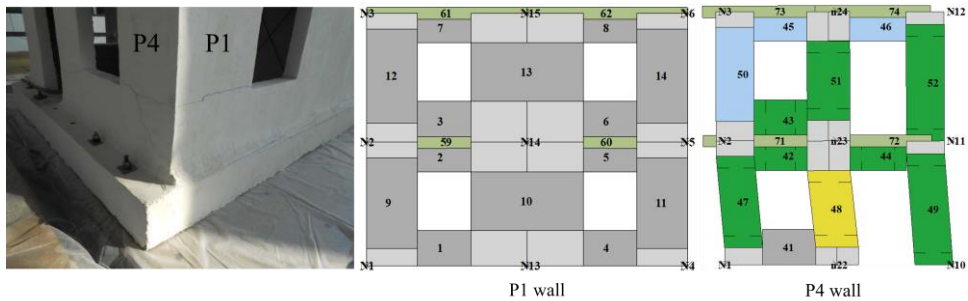 P4 P1
N3 61 N15 62 N6
7 8
12 13 14
3 6
N2 59 N14 60 N5
2 5
9 10 11
1 4
N1 N13 N4
P1 wall
N3 73 n24 74 N12
45 46
50 51 52
43
N2 71 n23 72 N11
42 44
47 48 49
41
N1 n22 N10
P4 wall